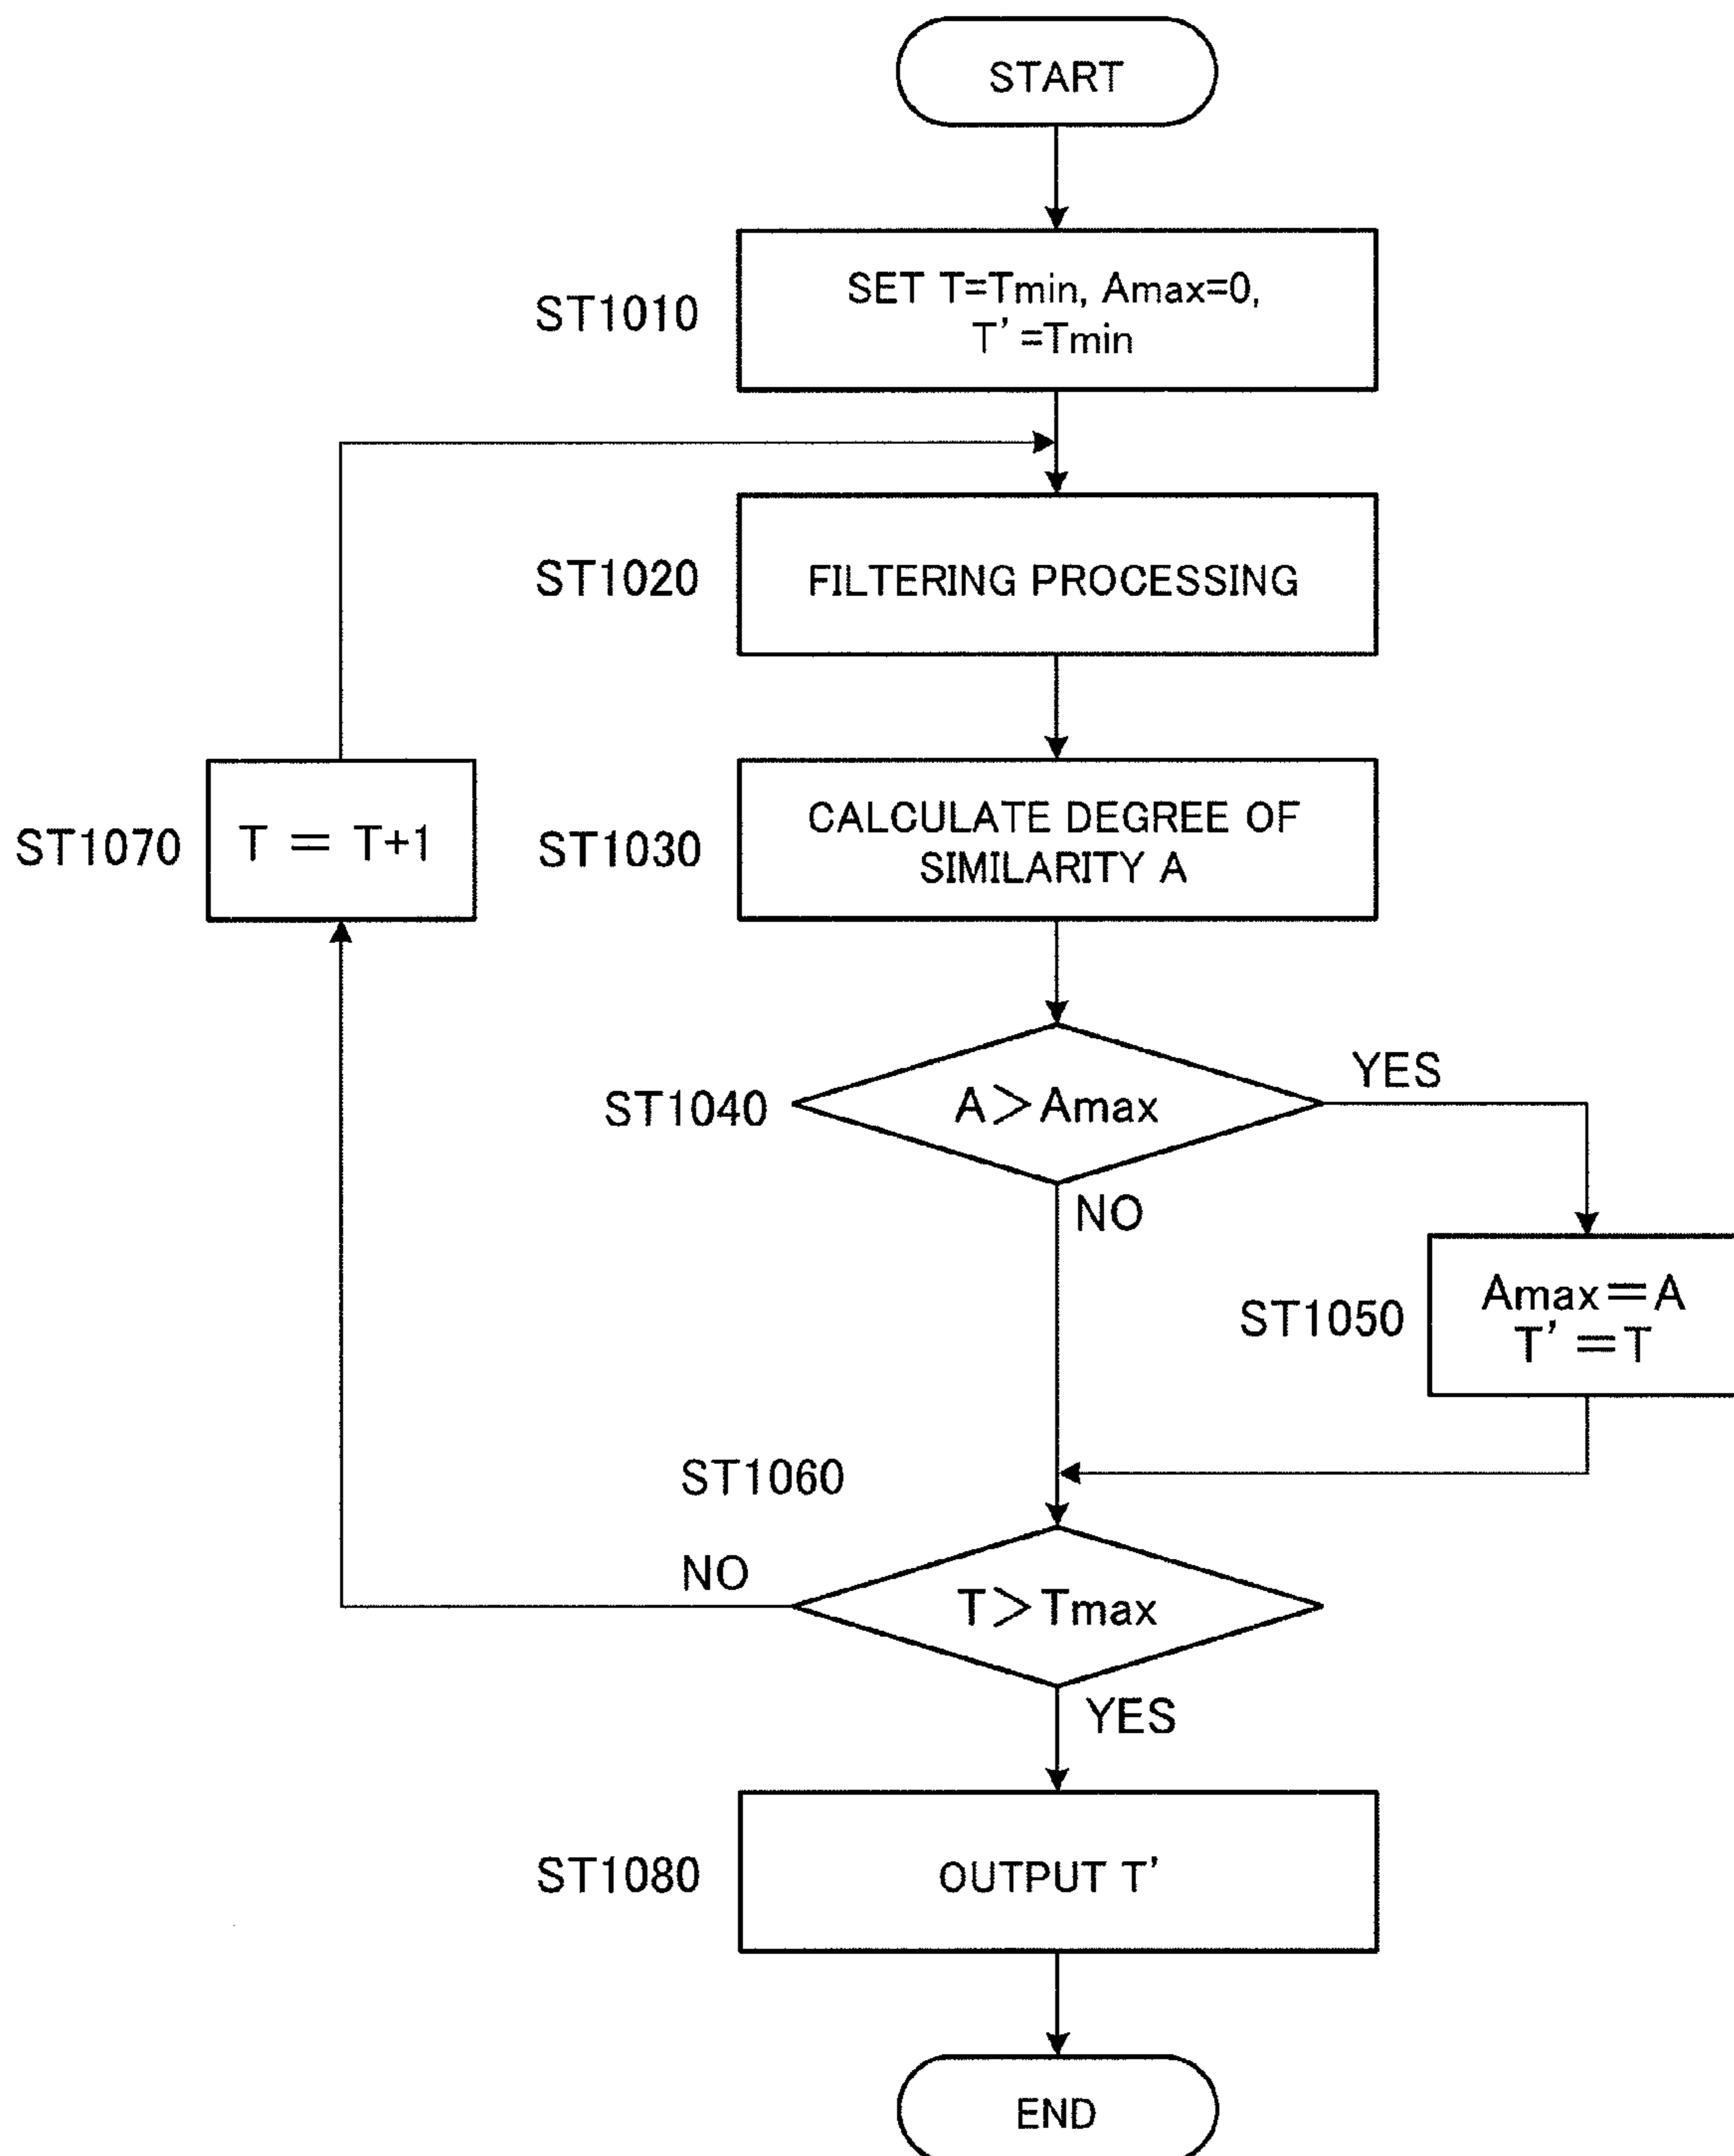 START
ST1010
SET T=Tmin, Amax=0,
T'=Tmin
ST1020
FILTERING PROCESSING
ST1070
T = T+1
ST1030
CALCULATE DEGREE OF
SIMILARITY A
ST1040
A>Amax
YES
NO
ST1050
Amax=A
T'=T
ST1060
NO
T>Tmax
YES
ST1080
OUTPUT T'
END